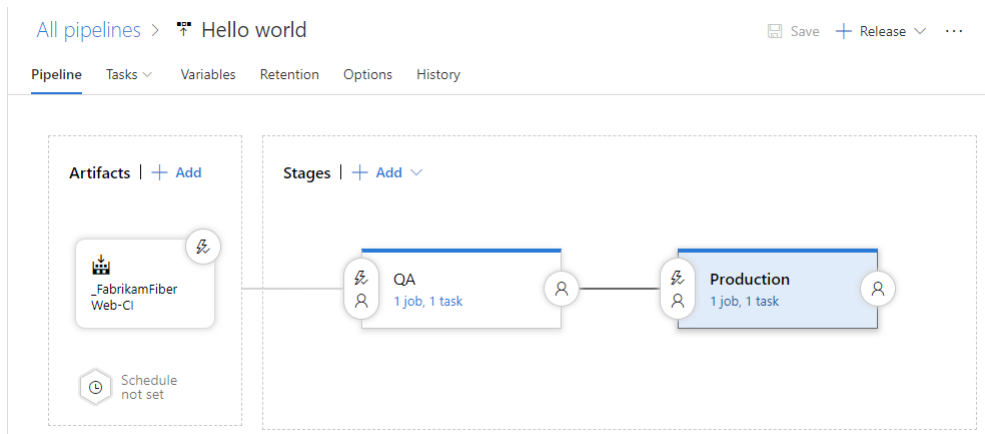 All pipelines > Hello world
Save + Release ...
Pipeline Tasks Variables Retention Options History
Artifacts | + Add
Stages | + Add
_FabrikamFiber
Web-CI
QA
1 job, 1 task
Production
1 job, 1 task
Schedule
not set